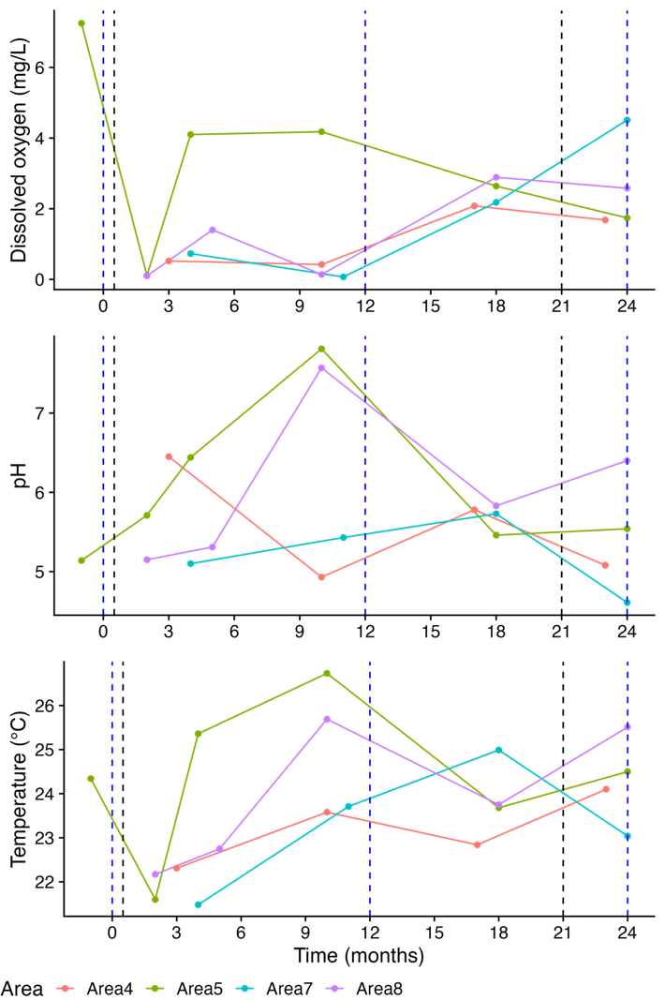 Dissolved oxygen (mg/L)
6
4
2
0
0 3 6 9 12 15 18 21 24
pH
7
6
5
0 3 6 9 12 15 18 21 24
Temperature (°C)
26
25
24
23
22
0 3 6 9 12 15 18 21 24
Time (months)
Area Area4 Area5 Area7 Area8